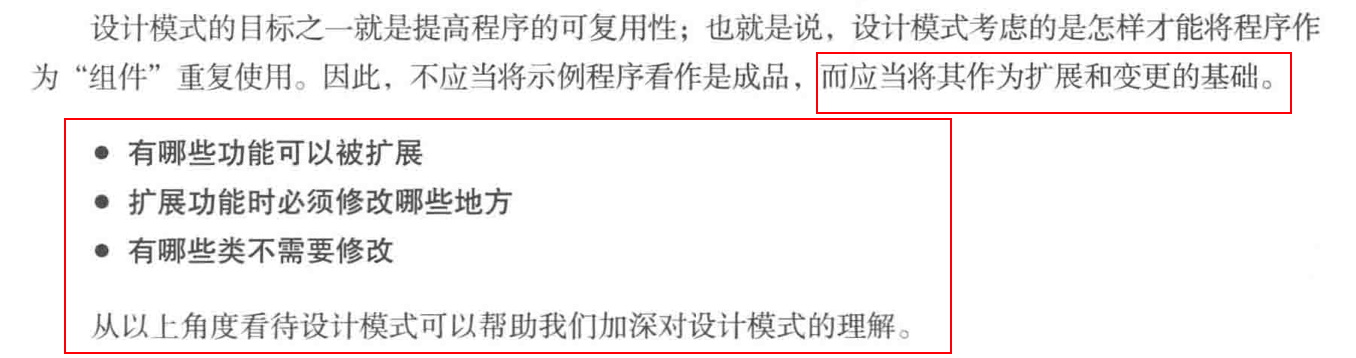 设计模式的目标之一就是提高程序的可复用性；也就是说，设计模式考虑的是怎样才能将程序作
为“组件”重复使用。因此，不应当将示例程序看作是成品，而应当将其作为扩展和变更的基础。
● 有哪些功能可以被扩展
● 扩展功能时必须修改哪些地方
● 有哪些类不需要修改
从以上角度看待设计模式可以帮助我们加深对设计模式的理解。